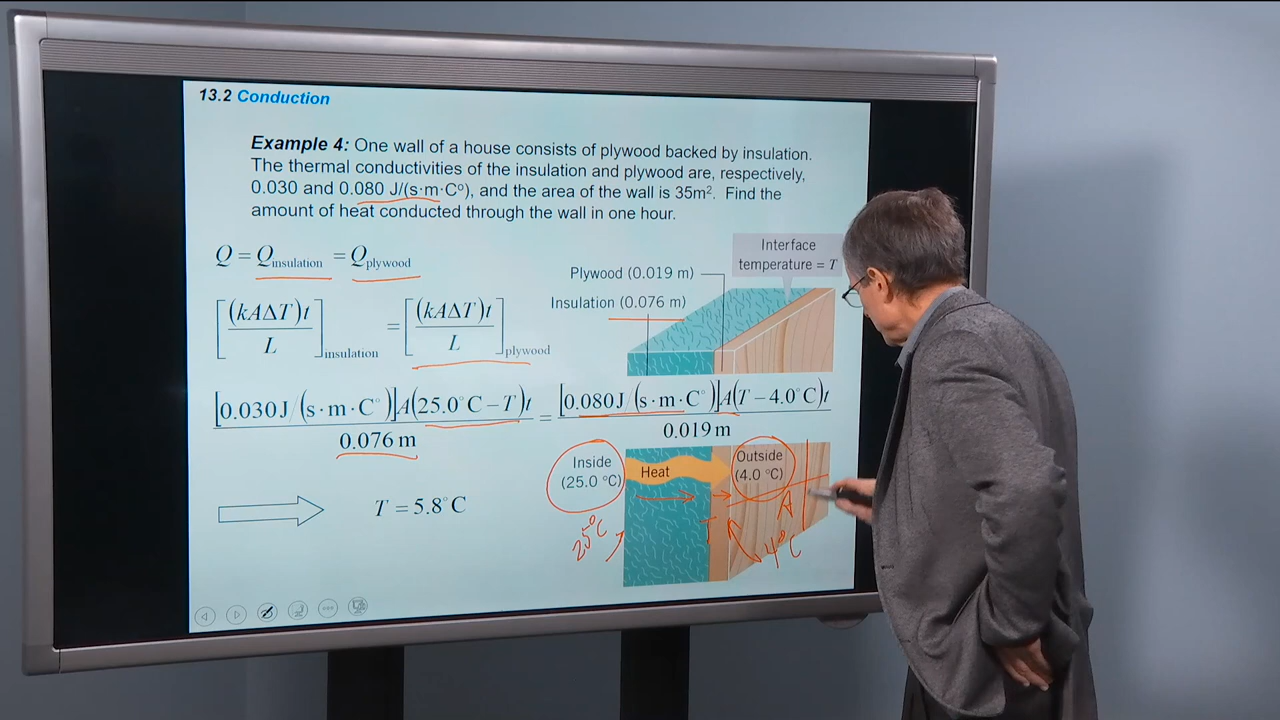 13.2 Conduction
Example 4: One wall of a house consists of plywood backed by insulation.
The thermal conductivities of the insulation and plywood are, respectively,
0.030 and 0.080 J/(s·m·C°), and the area of the wall is 35m². Find the
amount of heat conducted through the wall in one hour.
Q = Q insulation = Q plywood
Interface
temperature = T
Plywood (0.019 m)
Insulation (0.076 m)
[(kAΔT)t / L] insulation = [(kAΔT)t / L] plywood
[0.030 J/(s·m·C°)]A(25.0°C − T)t / 0.076 m = [0.080 J/(s·m·C°)]A(T − 4.0°C)t / 0.019 m
Inside
(25.0 °C)
Heat
Outside
(4.0 °C)
T = 5.8°C
25°C
T
A
4°C